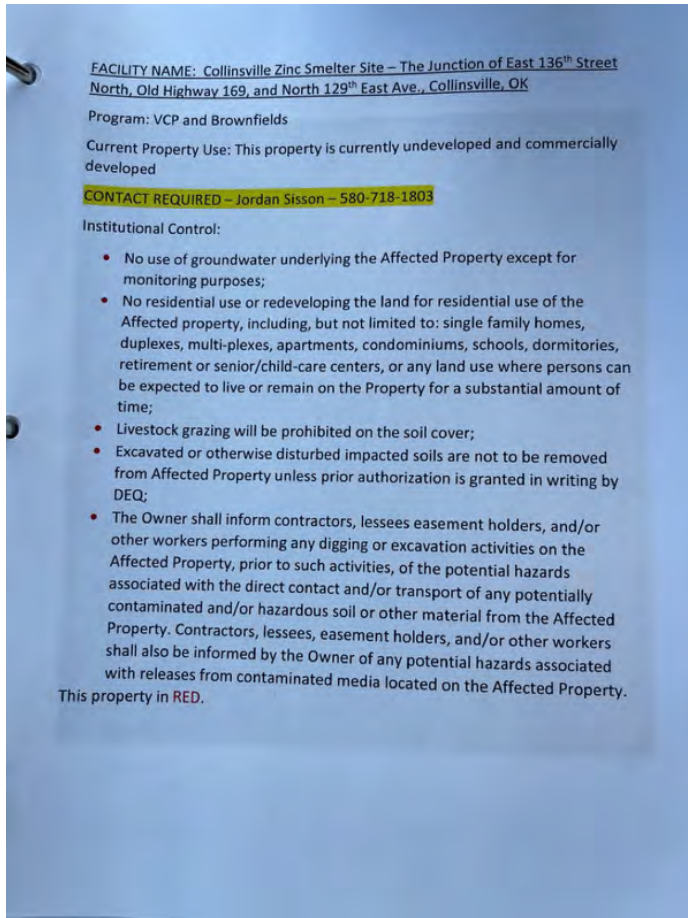 FACILITY NAME: Collinsville Zinc Smelter Site – The Junction of East 136th Street
North, Old Highway 169, and North 129th East Ave., Collinsville, OK
Program: VCP and Brownfields
Current Property Use: This property is currently undeveloped and commercially
developed
CONTACT REQUIRED – Jordan Sisson – 580-718-1803
Institutional Control:
• No use of groundwater underlying the Affected Property except for
monitoring purposes;
• No residential use or redeveloping the land for residential use of the
Affected property, including, but not limited to: single family homes,
duplexes, multi-plexes, apartments, condominiums, schools, dormitories,
retirement or senior/child-care centers, or any land use where persons can
be expected to live or remain on the Property for a substantial amount of
time;
• Livestock grazing will be prohibited on the soil cover;
• Excavated or otherwise disturbed impacted soils are not to be removed
from Affected Property unless prior authorization is granted in writing by
DEQ;
• The Owner shall inform contractors, lessees easement holders, and/or
other workers performing any digging or excavation activities on the
Affected Property, prior to such activities, of the potential hazards
associated with the direct contact and/or transport of any potentially
contaminated and/or hazardous soil or other material from the Affected
Property. Contractors, lessees, easement holders, and/or other workers
shall also be informed by the Owner of any potential hazards associated
with releases from contaminated media located on the Affected Property.
This property in RED.